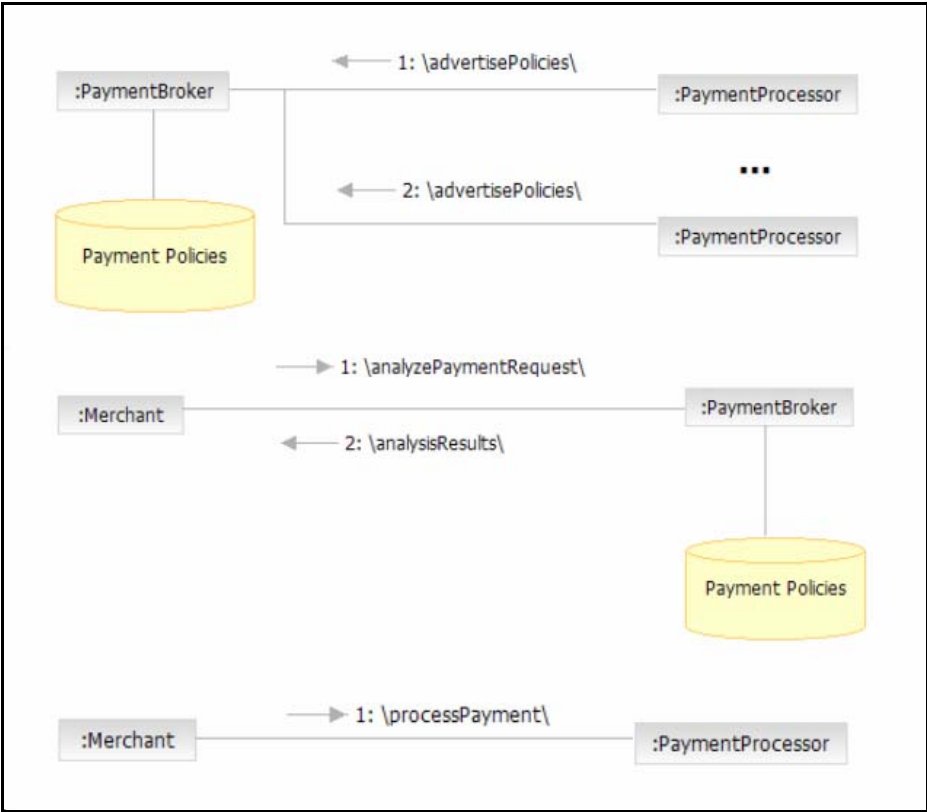 1: \advertisePolicies\
:PaymentBroker
:PaymentProcessor
...
2: \advertisePolicies\
:PaymentProcessor
Payment Policies
1: \analyzePaymentRequest\
:Merchant
:PaymentBroker
2: \analysisResults\
Payment Policies
1: \processPayment\
:Merchant
:PaymentProcessor